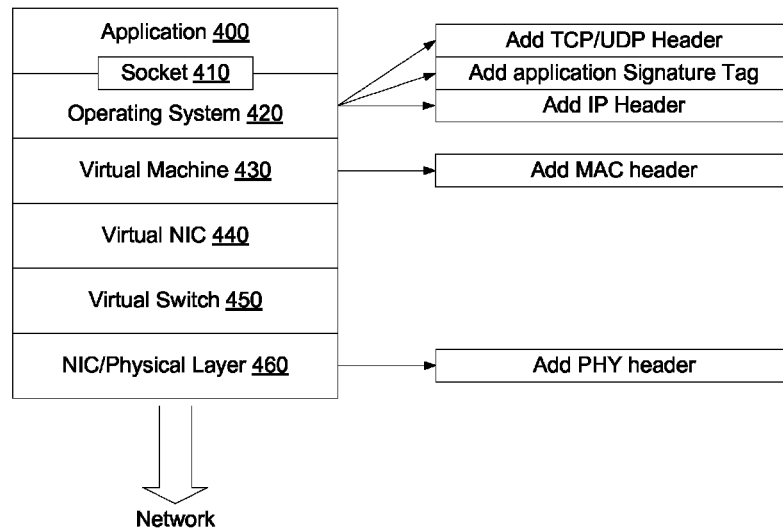 Application 400
Socket 410
Operating System 420
Virtual Machine 430
Virtual NIC 440
Virtual Switch 450
NIC/Physical Layer 460
Network
Add TCP/UDP Header
Add application Signature Tag
Add IP Header
Add MAC header
Add PHY header